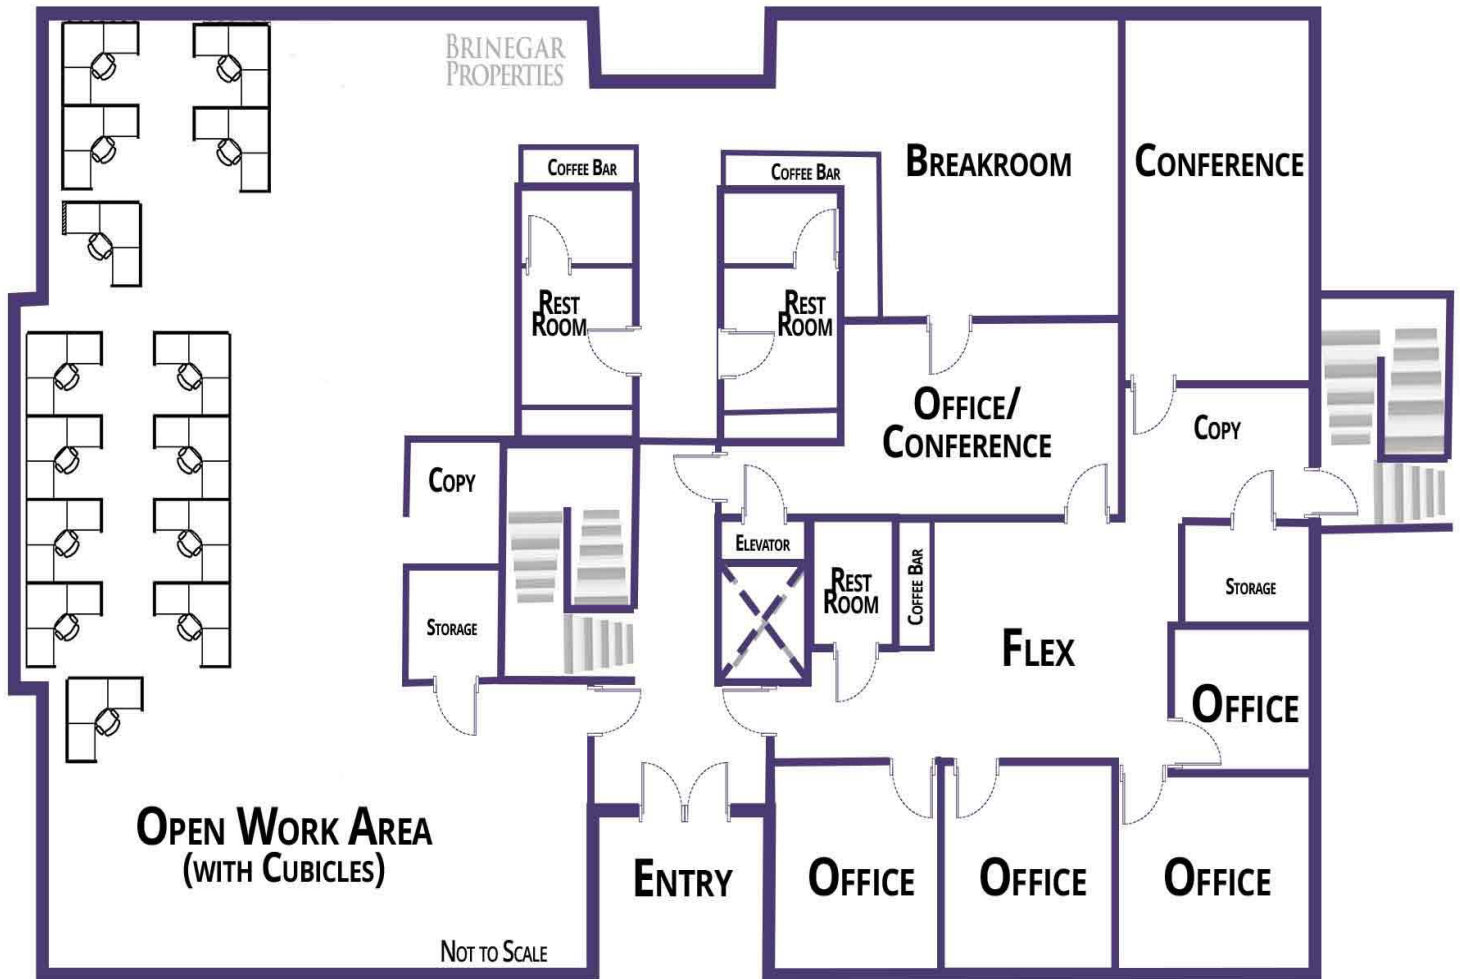 BRINEGAR
PROPERTIES
COFFEE BAR
COFFEE BAR
BREAKROOM
CONFERENCE
REST
ROOM
REST
ROOM
OFFICE/
CONFERENCE
COPY
COPY
ELEVATOR
REST
ROOM
COFFEE BAR
STORAGE
STORAGE
FLEX
OFFICE
OPEN WORK AREA
(WITH CUBICLES)
ENTRY
OFFICE
OFFICE
OFFICE
NOT TO SCALE